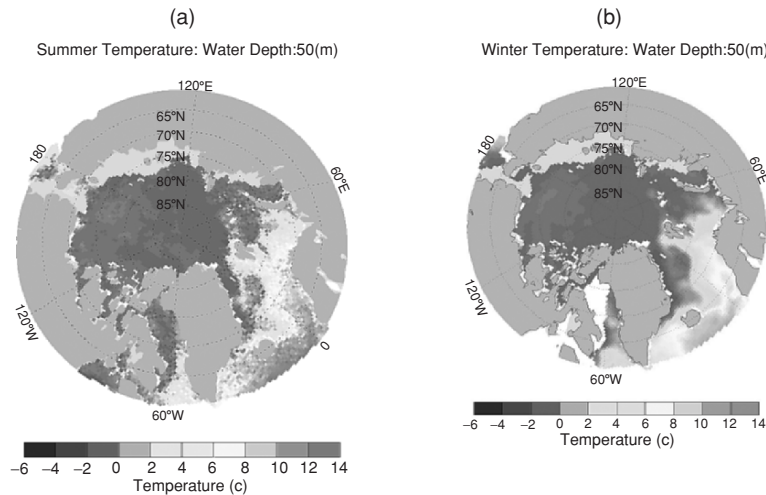 (a)
Summer Temperature: Water Depth:50(m)
120ºE
65ºN
70ºN
75ºN
80ºN
85ºN
180
60ºE
120ºW
0
60ºW
−6 −4 −2 0 2 4 6 8 10 12 14
Temperature (c)
(b)
Winter Temperature: Water Depth:50(m)
120ºE
65ºN
70ºN
75ºN
80ºN
85ºN
180
60ºE
120ºW
0
60ºW
−6 −4 −2 0 2 4 6 8 10 12 14
Temperature (c)